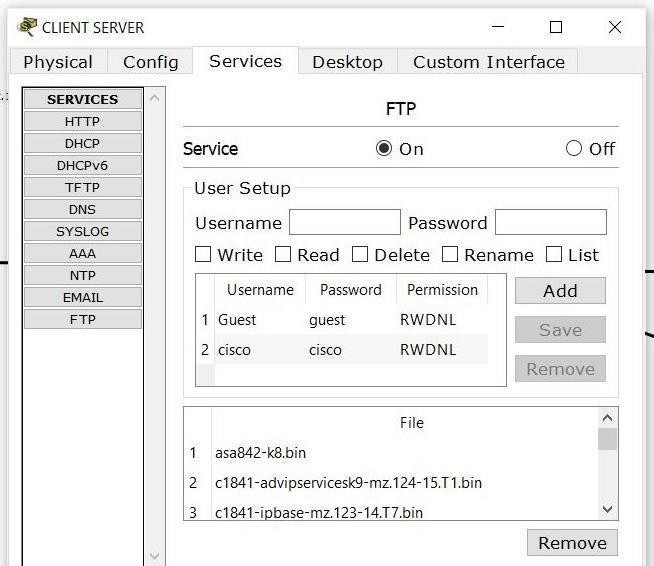 CLIENT SERVER
Physical Config Services Desktop Custom Interface
SERVICES
HTTP
DHCP
DHCPv6
TFTP
DNS
SYSLOG
AAA
NTP
EMAIL
FTP
FTP
Service On Off
User Setup
Username Password
Write Read Delete Rename List
Username Password Permission
1 Guest guest RWDNL
2 cisco cisco RWDNL
Add
Save
Remove
File
1 asa842-k8.bin
2 c1841-advipservicesk9-mz.124-15.T1.bin
3 c1841-ipbase-mz.123-14.T7.bin
Remove